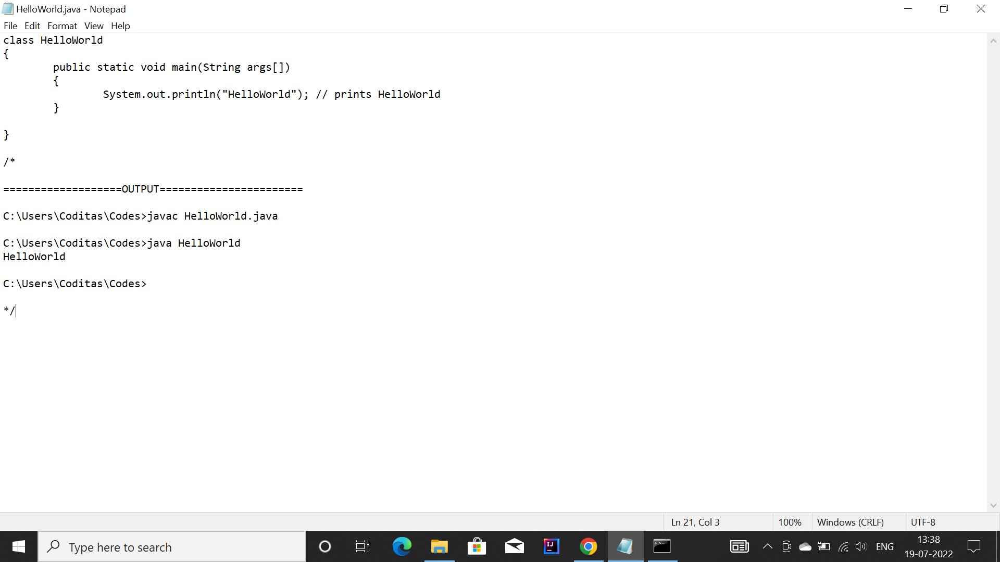 HelloWorld.java - Notepad
File Edit Format View Help
class HelloWorld
{
public static void main(String args[])
{
System.out.println("HelloWorld"); // prints HelloWorld
}
}
/*
===================OUTPUT=======================
C:\Users\Coditas\Codes>javac HelloWorld.java
C:\Users\Coditas\Codes>java HelloWorld
HelloWorld
C:\Users\Coditas\Codes>
*/
Ln 21, Col 3 100% Windows (CRLF) UTF-8
Type here to search
IJ
ENG
13:38
19-07-2022